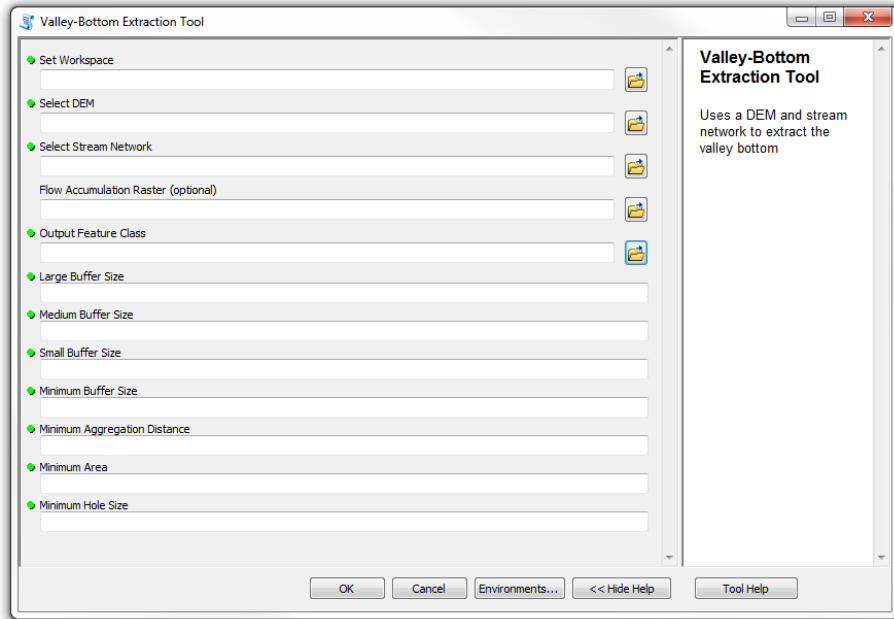 Valley-Bottom Extraction Tool
Set Workspace
Select DEM
Select Stream Network
Flow Accumulation Raster (optional)
Output Feature Class
Large Buffer Size
Medium Buffer Size
Small Buffer Size
Minimum Buffer Size
Minimum Aggregation Distance
Minimum Area
Minimum Hole Size
Valley-Bottom
Extraction Tool
Uses a DEM and stream
network to extract the
valley bottom
OK Cancel Environments... << Hide Help Tool Help